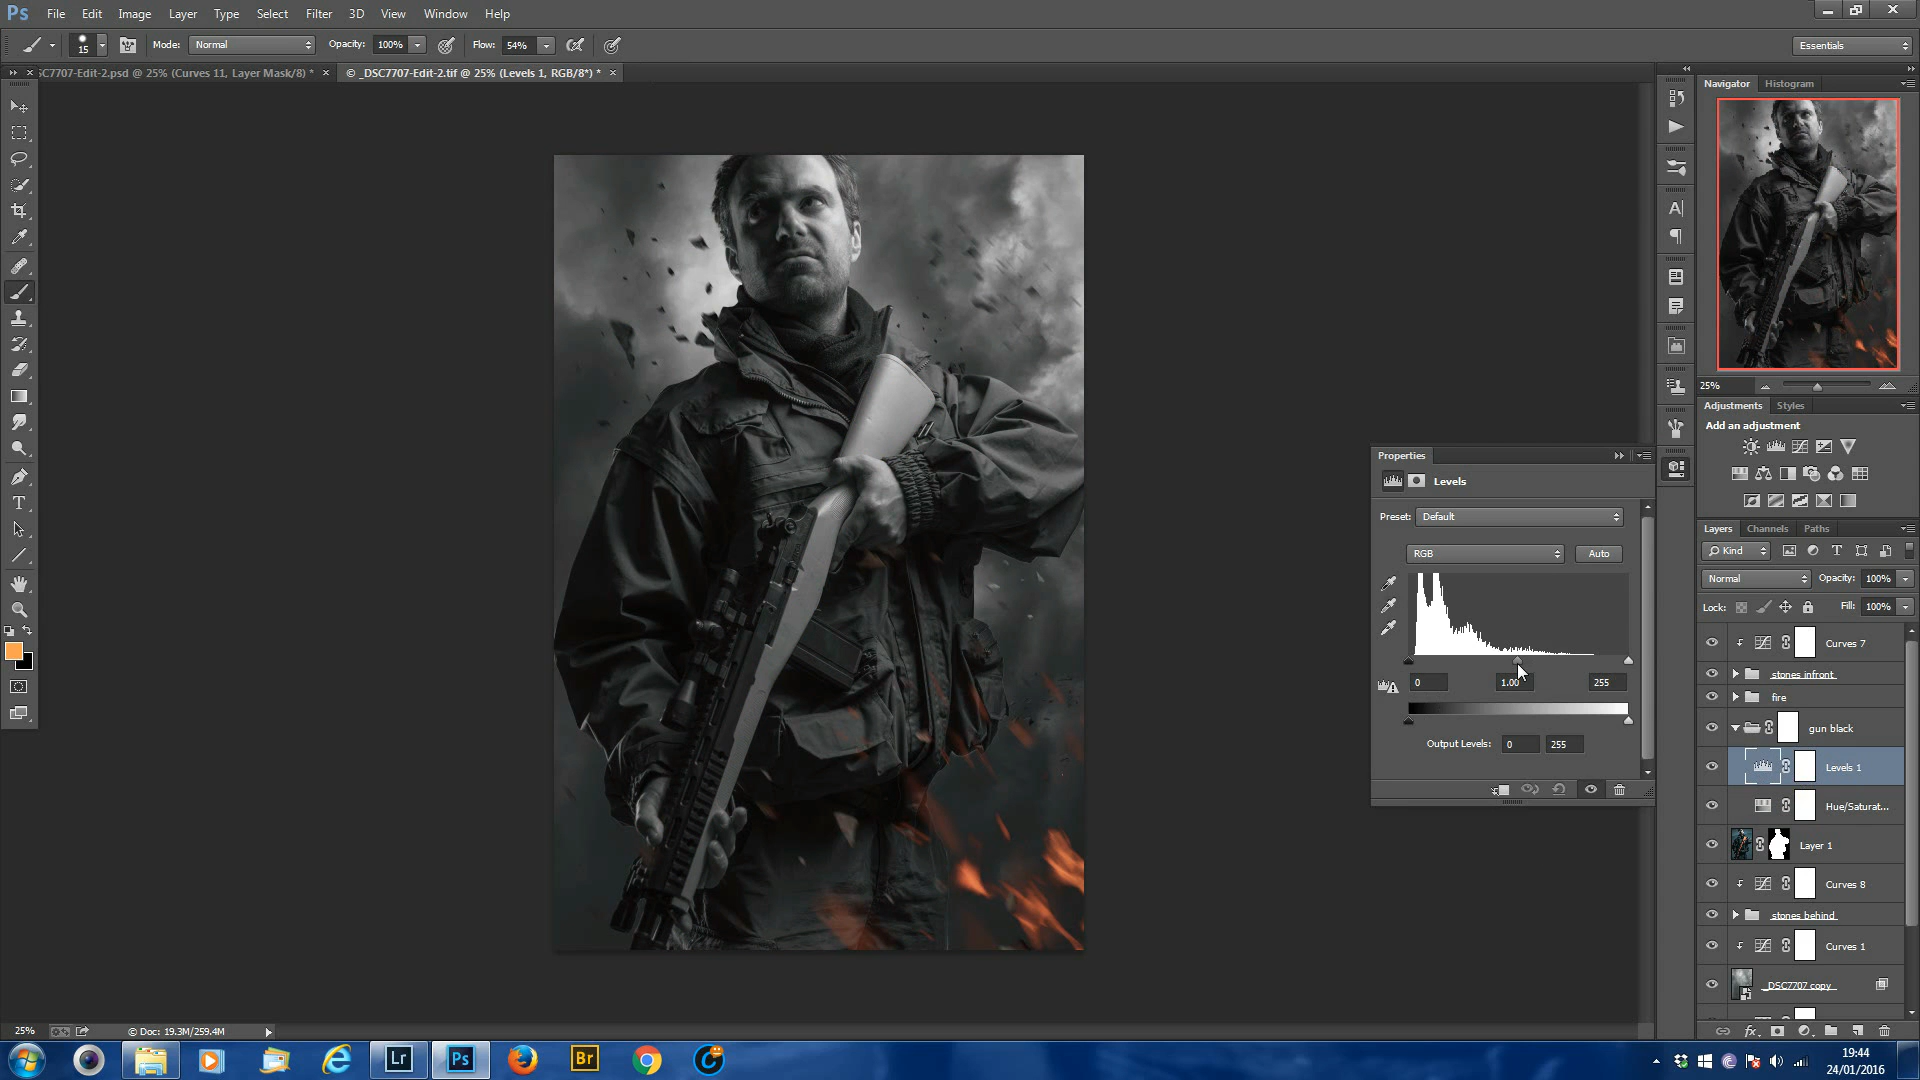 Ps File Edit Image Layer Type Select Filter 3D View Window Help
15 Mode: Normal Opacity: 100% Flow: 54% Essentials
SC7707-Edit-2.psd @ 25% (Curves 11, Layer Mask/8) * × © _DSC7707-Edit-2.tif @ 25% (Levels 1, RGB/8*) * ×
Navigator Histogram
25%
Adjustments Styles
Add an adjustment
Properties
Levels
Preset: Default
RGB Auto
0 1.00 255
Output Levels: 0 255
Layers Channels Paths
Kind
Normal Opacity: 100%
Lock: Fill: 100%
Curves 7
stones infront
fire
gun black
Levels 1
Hue/Saturat...
Layer 1
Curves 8
stones behind
Curves 1
_DSC7707 copy
25% © Doc: 19.3M/259.4M
fx
Lr Ps Br
19:44
24/01/2016